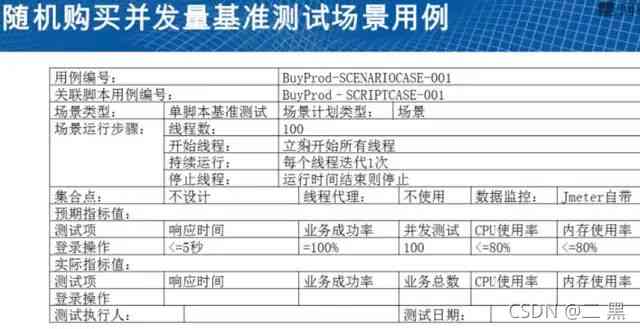 随机购买并发量基准测试场景用例
用例编号： BuyProd-SCENARIOCASE-001
关联脚本用例编号： BuyProd-SCRIPTCASE-001
场景类型： 单脚本基准测试 场景计划类型： 场景
场景运行步骤： 线程数： 100
开始线程： 立刻开始所有线程
持续运行： 每个线程迭代1次
停止线程： 运行时间结束则停止
集合点： 不设计 线程代理： 不使用 数据监控： Jmeter自带
预期指标值：
测试项 响应时间 业务成功率 并发测试 CPU使用率 内存使用率
登录操作 <=5秒 =100% 100 <=80% <=80%
实际指标值：
测试项 响应时间 业务成功率 业务总数 CPU使用率 内存使用率
登录操作
测试执行人： 测试日期：
CSDN @二 黑